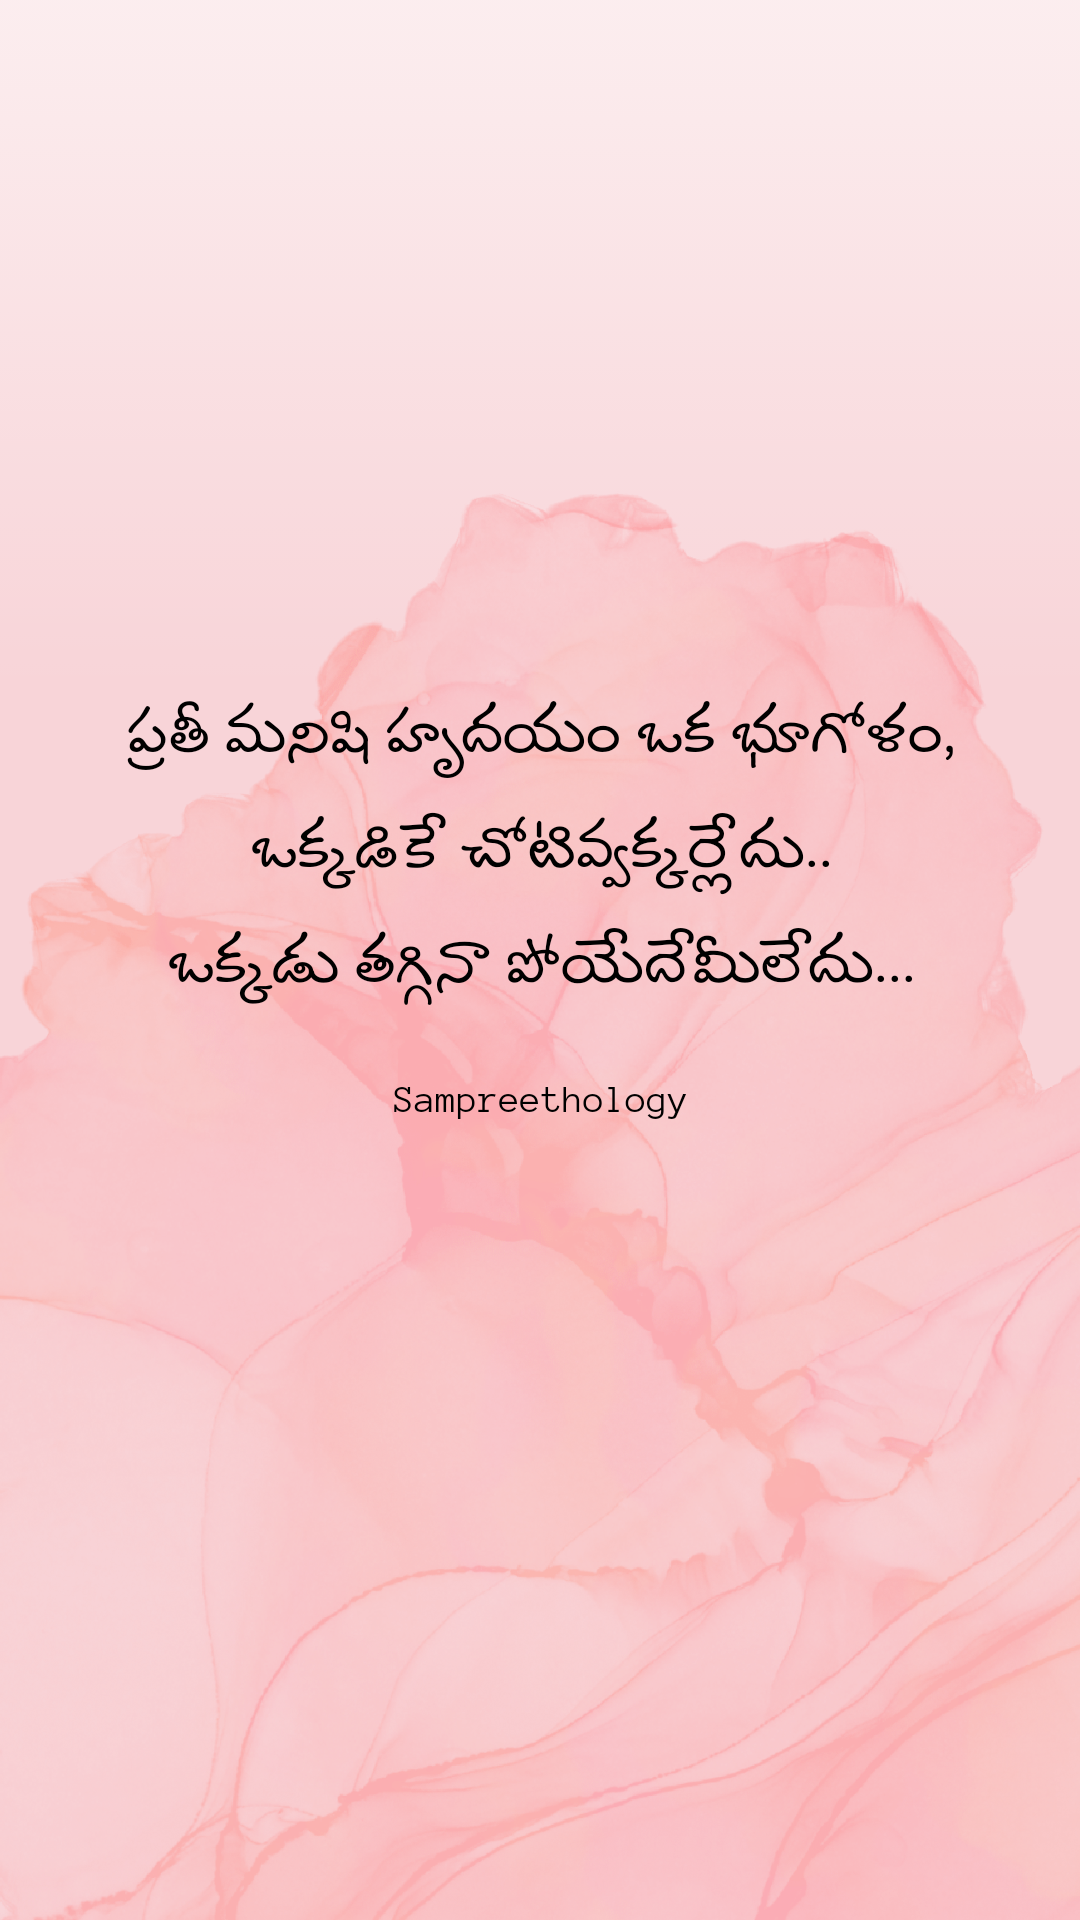 ప్రతీ మనిషి హృదయం ఒక భూగోళం,
ఒక్కడికే చోటివ్వక్కర్లేదు..
ఒక్కడు తగ్గినా పోయేదేమీలేదు...
Sampreethology